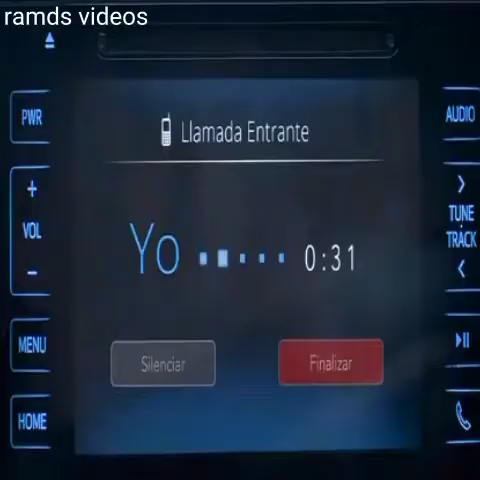 ramds videos
PWR
AUDIO
Llamada Entrante
+
VOL
-
TUNE
TRACK
Yo
0:31
MENU
Silenciar
Finalizar
HOME